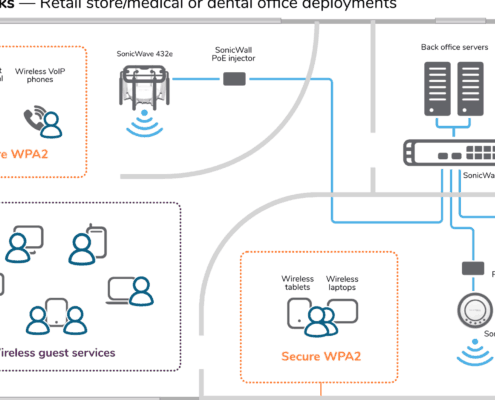 ks — Retail store/medical or dental office deployments
SonicWave 432e
SonicWall
PoE injector
Back office servers
Wireless VoIP
phones
re WPA2
SonicWa
Wireless
tablets
Wireless
laptops
Secure WPA2
P
So
ireless guest services